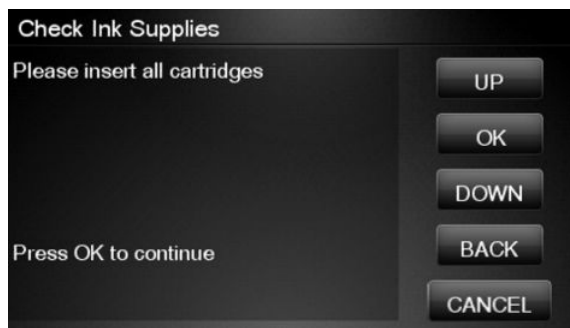 Check Ink Supplies
Please insert all cartridges
UP
OK
DOWN
Press OK to continue
BACK
CANCEL